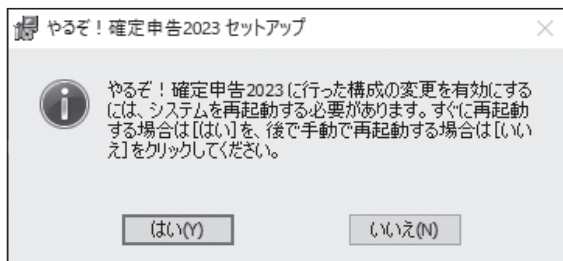 やるぞ！確定申告2023 セットアップ
やるぞ！確定申告2023 に行った構成の変更を有効にする
には、システムを再起動する必要があります。すぐに再起動
する場合は[はい]を、後で手動で再起動する場合は[いい
え]をクリックしてください。
はい(Y)
いいえ(N)